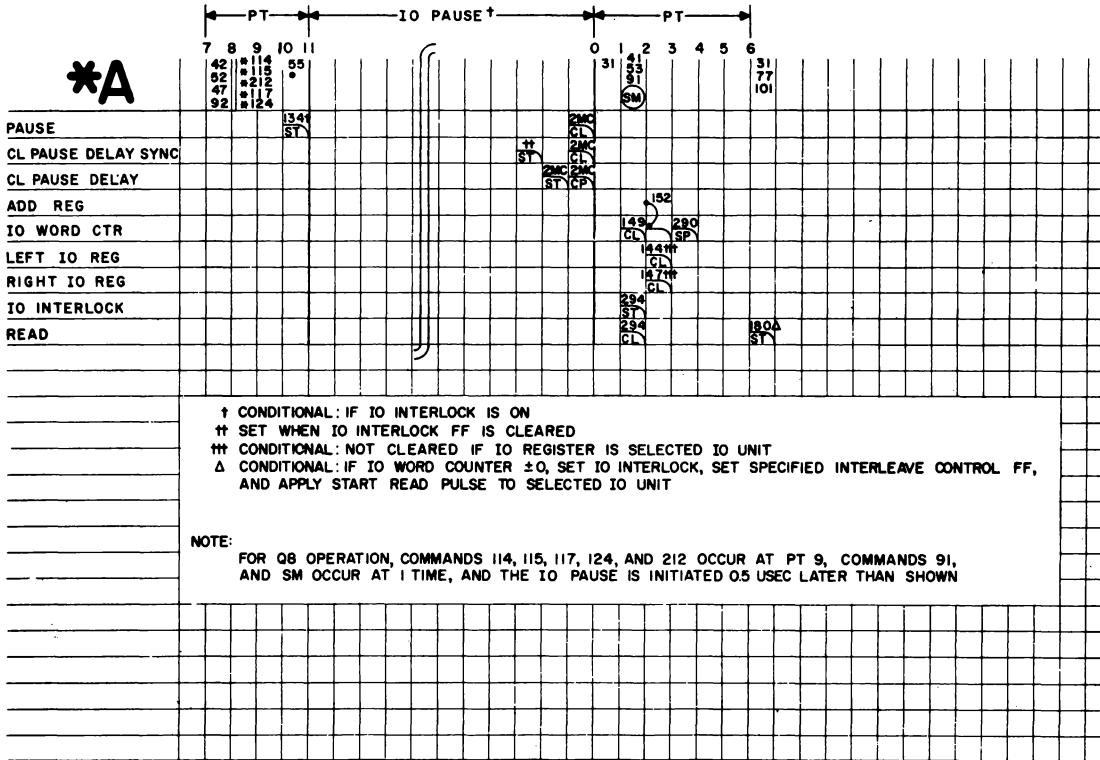 PT IO PAUSE† PT
7 8 9 10 11 0 1 2 3 4 5 6
*A
42 *114 55 31 41 31
52 *115 * 53 77
47 *212 91 101
92 *117 SM
*124
PAUSE 134† ST 2MC CL
CL PAUSE DELAY SYNC †† ST 2MC CL
CL PAUSE DELAY 2MC ST 2MC CP
ADD REG 152
IO WORD CTR 149 CL 290 SP
LEFT IO REG 144††† CL
RIGHT IO REG 147††† CL
IO INTERLOCK 294 ST
READ 294 CL 180Δ ST
† CONDITIONAL: IF IO INTERLOCK IS ON
†† SET WHEN IO INTERLOCK FF IS CLEARED
††† CONDITIONAL: NOT CLEARED IF IO REGISTER IS SELECTED IO UNIT
Δ CONDITIONAL: IF IO WORD COUNTER ±0, SET IO INTERLOCK, SET SPECIFIED INTERLEAVE CONTROL FF,
AND APPLY START READ PULSE TO SELECTED IO UNIT
NOTE:
FOR Q8 OPERATION, COMMANDS 114, 115, 117, 124, AND 212 OCCUR AT PT 9, COMMANDS 91,
AND SM OCCUR AT 1 TIME, AND THE IO PAUSE IS INITIATED 0.5 USEC LATER THAN SHOWN